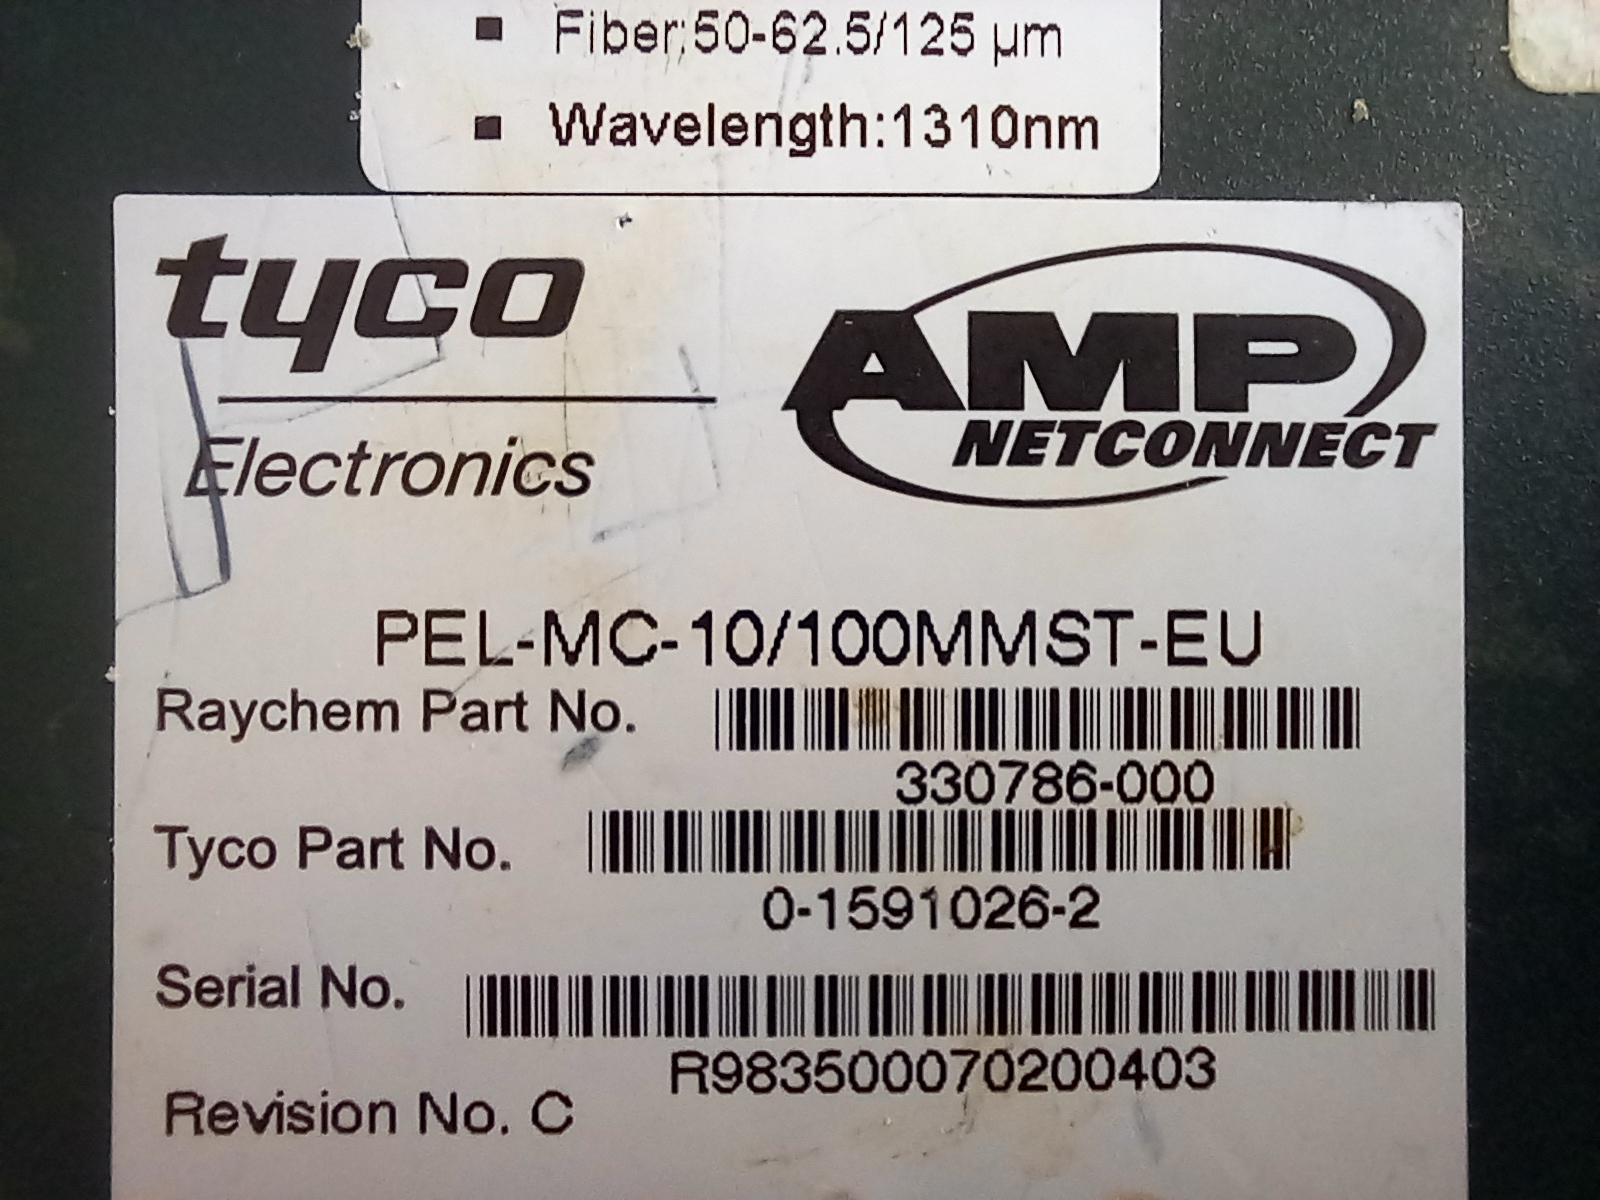 ▪ Fiber:50-62.5/125 µm
▪ Wavelength:1310nm
tyco
Electronics
AMP
NETCONNECT
PEL-MC-10/100MMST-EU
Raychem Part No.
330786-000
Tyco Part No.
0-1591026-2
Serial No.
R983500070200403
Revision No. C